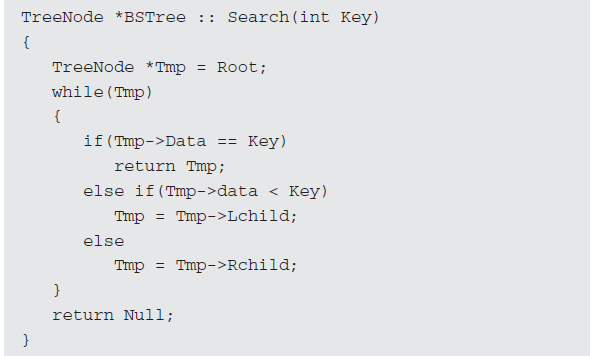 TreeNode *BSTree :: Search(int Key)
{
   TreeNode *Tmp = Root;
   while(Tmp)
   {
      if(Tmp->Data == Key)
         return Tmp;
      else if(Tmp->data < Key)
         Tmp = Tmp->Lchild;
      else
         Tmp = Tmp->Rchild;
   }
   return Null;
}